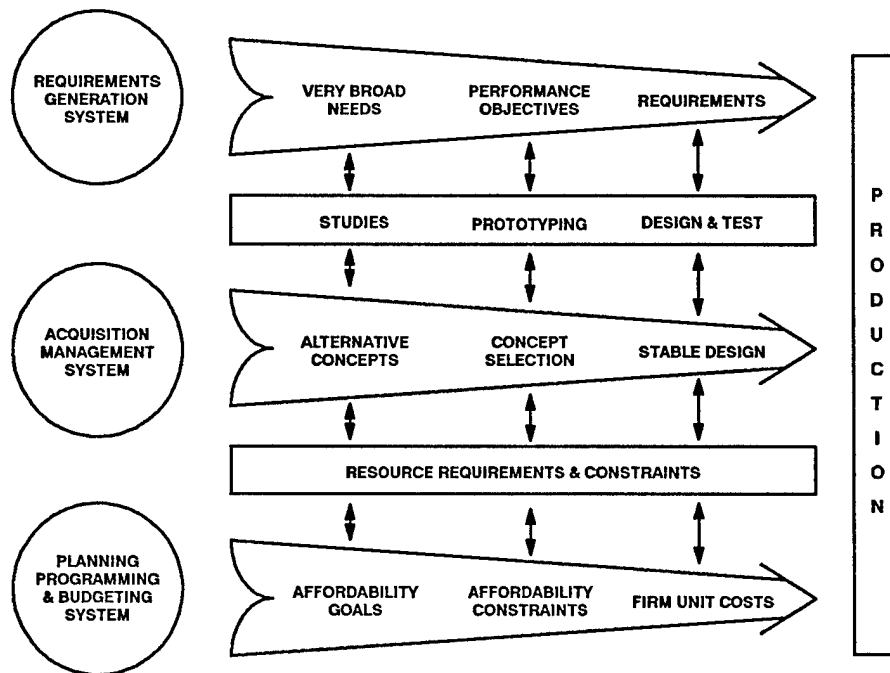 REQUIREMENTS
GENERATION
SYSTEM
VERY BROAD
NEEDS
PERFORMANCE
OBJECTIVES
REQUIREMENTS
STUDIES
PROTOTYPING
DESIGN & TEST
ACQUISITION
MANAGEMENT
SYSTEM
ALTERNATIVE
CONCEPTS
CONCEPT
SELECTION
STABLE DESIGN
RESOURCE REQUIREMENTS & CONSTRAINTS
PLANNING
PROGRAMMING
& BUDGETING
SYSTEM
AFFORDABILITY
GOALS
AFFORDABILITY
CONSTRAINTS
FIRM UNIT COSTS
PRODUCTION